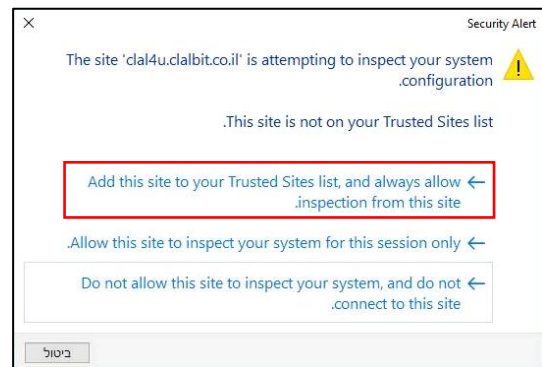 Security Alert
The site 'clal4u.clalbit.co.il' is attempting to inspect your system
.configuration
.This site is not on your Trusted Sites list
Add this site to your Trusted Sites list, and always allow
.inspection from this site
.Allow this site to inspect your system for this session only
Do not allow this site to inspect your system, and do not
.connect to this site
ביטול